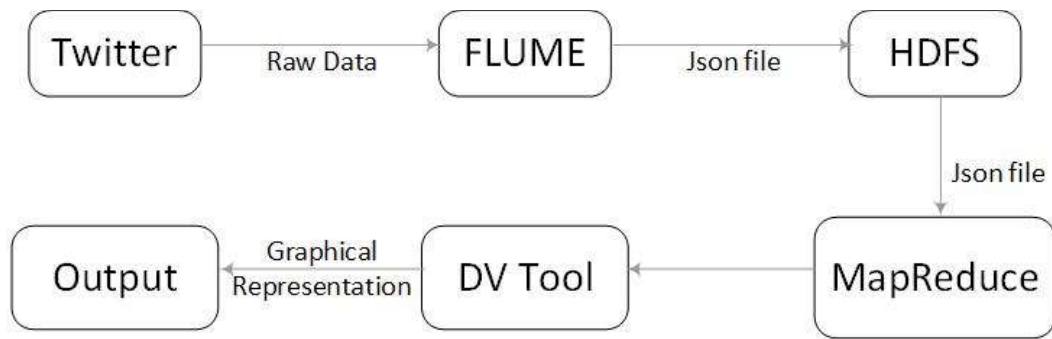 Twitter
Raw Data
FLUME
Json file
HDFS
Json file
MapReduce
DV Tool
Graphical
Representation
Output